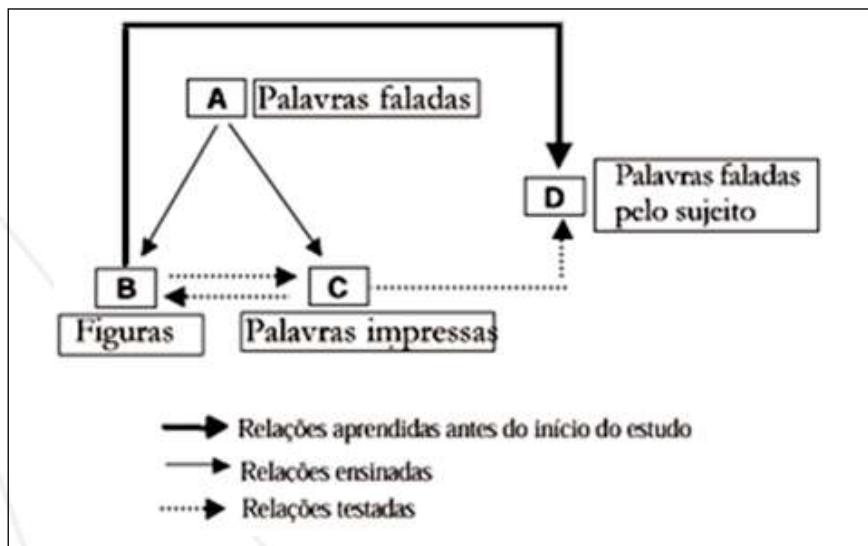 A Palavras faladas
D Palavras faladas
pelo sujeito
B
C
Figuras
Palavras impressas
Relações aprendidas antes do início do estudo
Relações ensinadas
Relações testadas